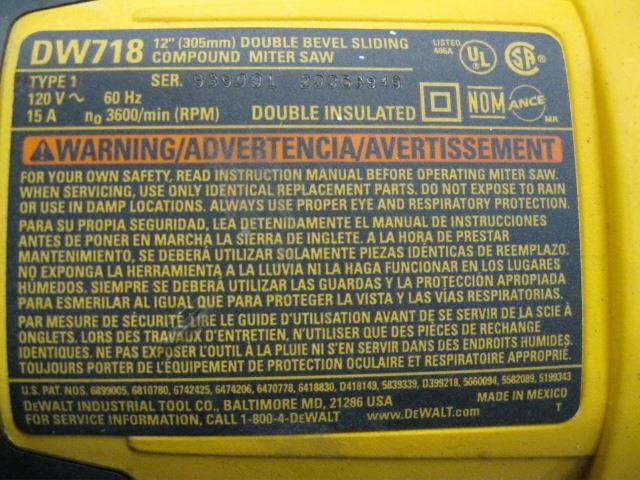 DW718 12" (305mm) DOUBLE BEVEL SLIDING COMPOUND MITER SAW
LISTED 406A UL SA
TYPE 1 SER.
120 V ~ 60 Hz
15 A n0 3600/min (RPM) DOUBLE INSULATED NOM ANCE MR
WARNING/ADVERTENCIA/AVERTISSEMENT
FOR YOUR OWN SAFETY, READ INSTRUCTION MANUAL BEFORE OPERATING MITER SAW.
WHEN SERVICING, USE ONLY IDENTICAL REPLACEMENT PARTS. DO NOT EXPOSE TO RAIN
OR USE IN DAMP LOCATIONS. ALWAYS USE PROPER EYE AND RESPIRATORY PROTECTION.
PARA SU PROPIA SEGURIDAD, LEA DETENIDAMENTE EL MANUAL DE INSTRUCCIONES
ANTES DE PONER EN MARCHA LA SIERRA DE INGLETE. A LA HORA DE PRESTAR
MANTENIMIENTO, SE DEBERÁ UTILIZAR SOLAMENTE PIEZAS IDÉNTICAS DE REEMPLAZO.
NO EXPONGA LA HERRAMIENTA A LA LLUVIA NI LA HAGA FUNCIONAR EN LOS LUGARES
HÚMEDOS. SIEMPRE SE DEBERÁ UTILIZAR LAS GUARDAS Y LA PROTECCIÓN APROPIADA
PARA ESMERILAR AL IGUAL QUE PARA PROTEGER LA VISTA Y LAS VÍAS RESPIRATORIAS.
PAR MESURE DE SÉCURITÉ LIRE LE GUIDE D'UTILISATION AVANT DE SE SERVIR DE LA SCIE À
ONGLETS. LORS DES TRAVAUX D'ENTRETIEN, N'UTILISER QUE DES PIÈCES DE RECHANGE
IDENTIQUES. NE PAS EXPOSER L'OUTIL À LA PLUIE NI S'EN SERVIR DANS DES ENDROITS HUMIDES.
TOUJOURS PORTER DE L'ÉQUIPEMENT DE PROTECTION OCULAIRE ET RESPIRATOIRE APPROPRIÉ.
U.S. PAT. NOS. 6899005, 6810780, 6742425, 6474206, 6470778, 6418830, D418149, 5839339, D399218, 5660094, 5582089, 5199343
DEWALT INDUSTRIAL TOOL CO., BALTIMORE MD, 21286 USA MADE IN MEXICO
FOR SERVICE INFORMATION, CALL 1-800-4-DEWALT www.DEWALT.com T